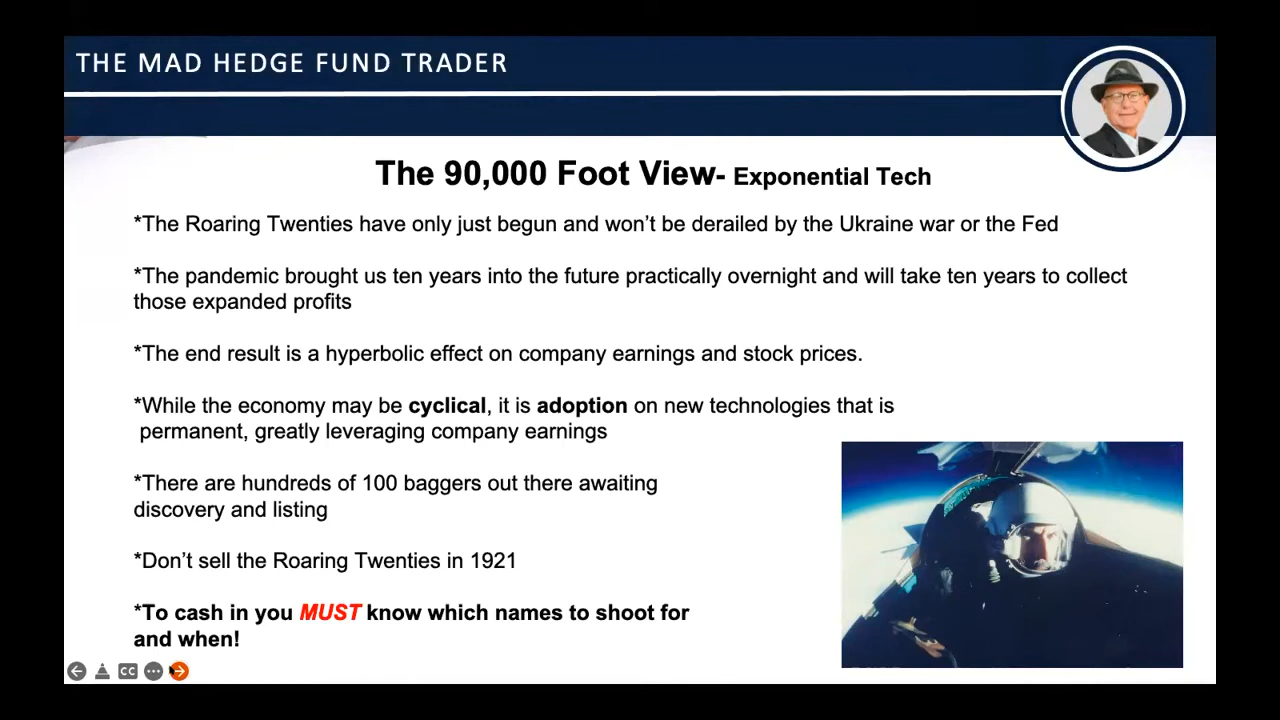 THE MAD HEDGE FUND TRADER
The 90,000 Foot View- Exponential Tech
*The Roaring Twenties have only just begun and won’t be derailed by the Ukraine war or the Fed
*The pandemic brought us ten years into the future practically overnight and will take ten years to collect
those expanded profits
*The end result is a hyperbolic effect on company earnings and stock prices.
*While the economy may be cyclical, it is adoption on new technologies that is
permanent, greatly leveraging company earnings
*There are hundreds of 100 baggers out there awaiting
discovery and listing
*Don’t sell the Roaring Twenties in 1921
*To cash in you MUST know which names to shoot for
and when!
CC